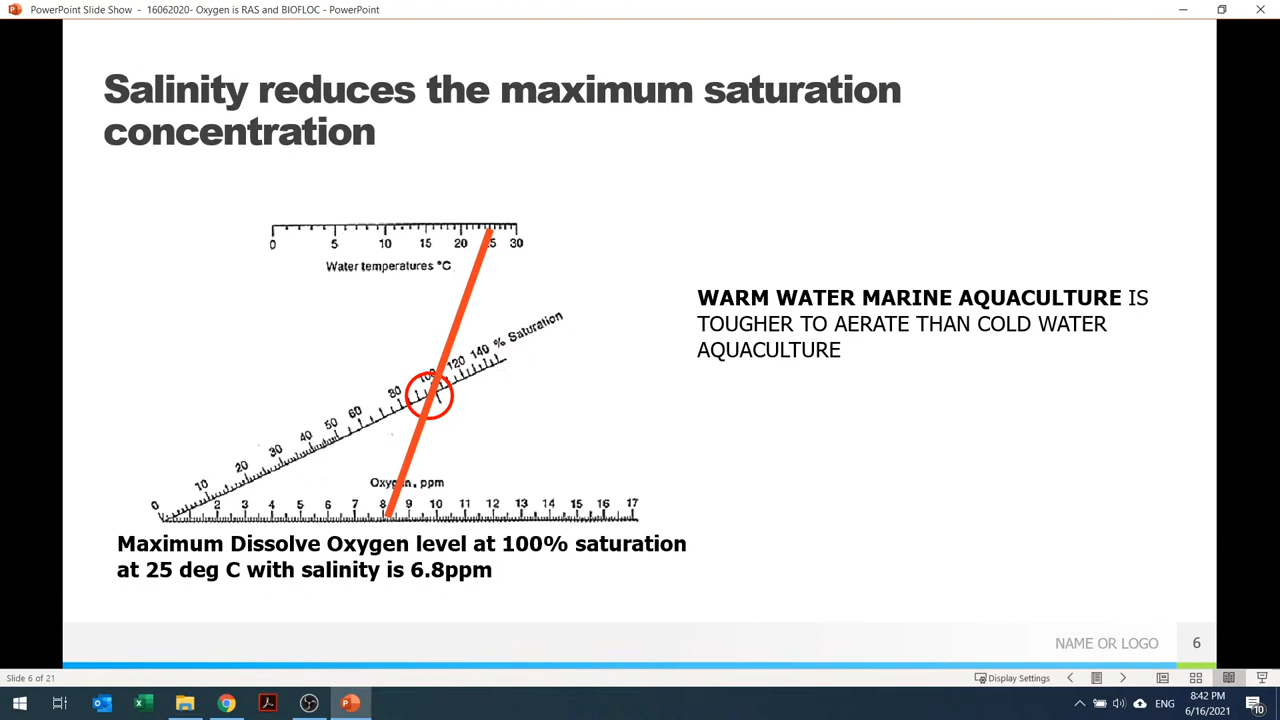 PowerPoint Slide Show - 16062020- Oxygen is RAS and BIOFLOC - PowerPoint
Salinity reduces the maximum saturation
concentration
0 5 10 15 20 25 30
Water temperatures °C
WARM WATER MARINE AQUACULTURE IS
TOUGHER TO AERATE THAN COLD WATER
AQUACULTURE
0 10 20 30 40 50 60 80 100 120 140 % Saturation
Oxygen, ppm
2 3 4 5 6 7 8 9 10 11 12 13 14 15 16 17
Maximum Dissolve Oxygen level at 100% saturation
at 25 deg C with salinity is 6.8ppm
NAME OR LOGO
6
Slide 6 of 21
Display Settings
8:42 PM
ENG
6/16/2021
10